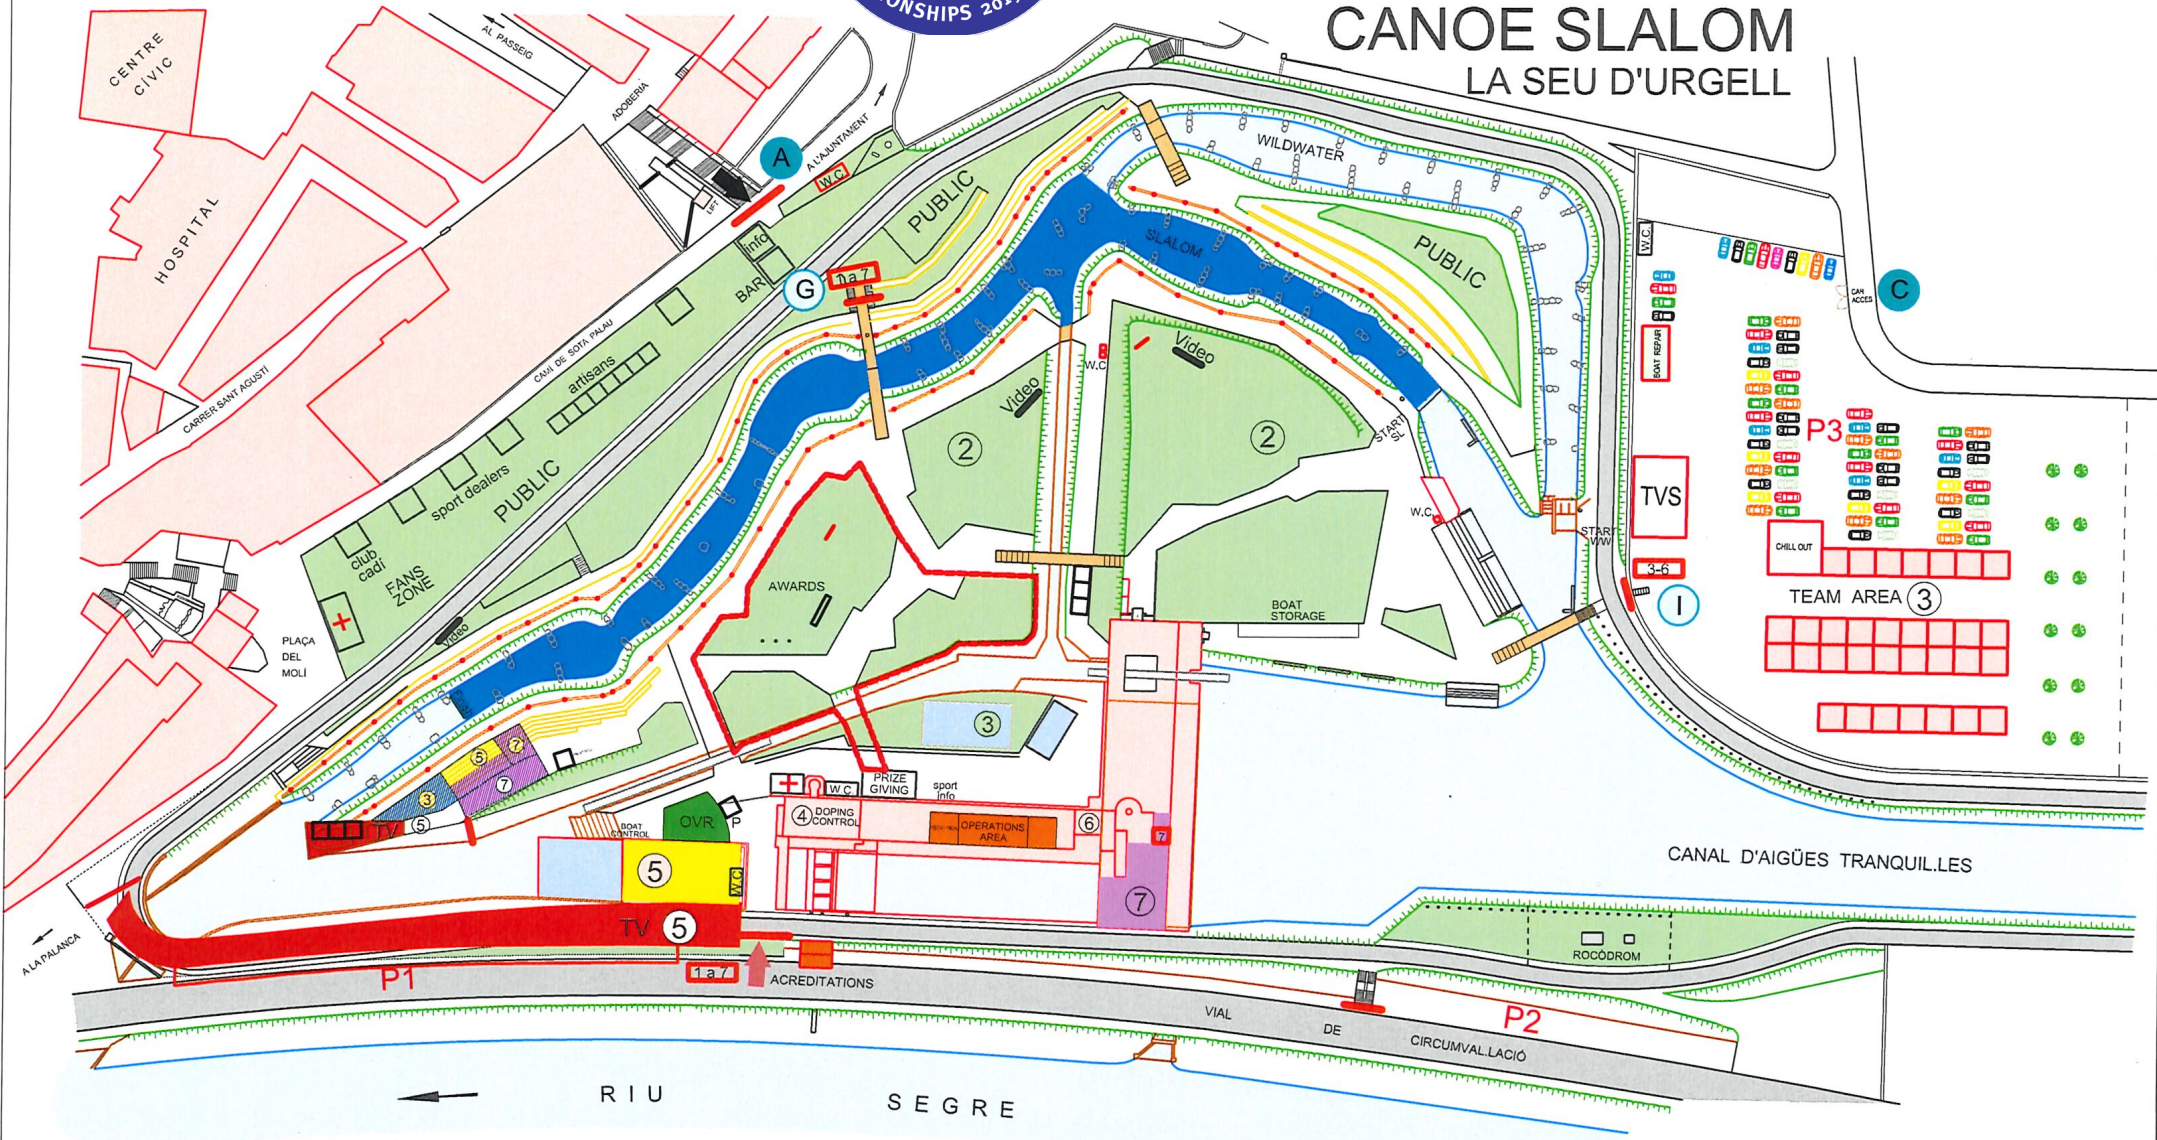 ONSHIPS 201
CANOE SLALOM
LA SEU D'URGELL
CENTRE
CÍVIC
AL PASSEIG
ADOBERIA
A
A L'AJUNTAMENT
W.C.
LIFT
HOSPITAL
info
BAR
G
1 a 7
PUBLIC
WILDWATER
SLALOM
PUBLIC
W.C.
CAR
ACCES
C
BOAT REPAIR
P3
CAMÍ DE SOTA PALAU
CARRER SANT AGUSTÍ
artisans
sport dealers
PUBLIC
club
cadí
FANS
ZONE
Video
Video
W.C.
Video
2
2
START
SL
W.C.
START
WW
TVS
CHILL OUT
3-6
I
TEAM AREA 3
AWARDS
BOAT
STORAGE
PLAÇA
DEL
MOLÍ
Finish
3
5
7
7
3
TV
5
BOAT
CONTROL
OVR
P
W.C
PRIZE
GIVING
sport
info
4
DOPING
CONTROL
OPERATIONS
AREA
6
7
7
5
W.C
TV
5
CANAL D'AIGÜES TRANQUIL.LES
ROCÒDROM
A LA PALANCA
P1
1 a 7
ACREDITATIONS
VIAL DE CIRCUMVAL.LACIÓ
P2
RIU SEGRE